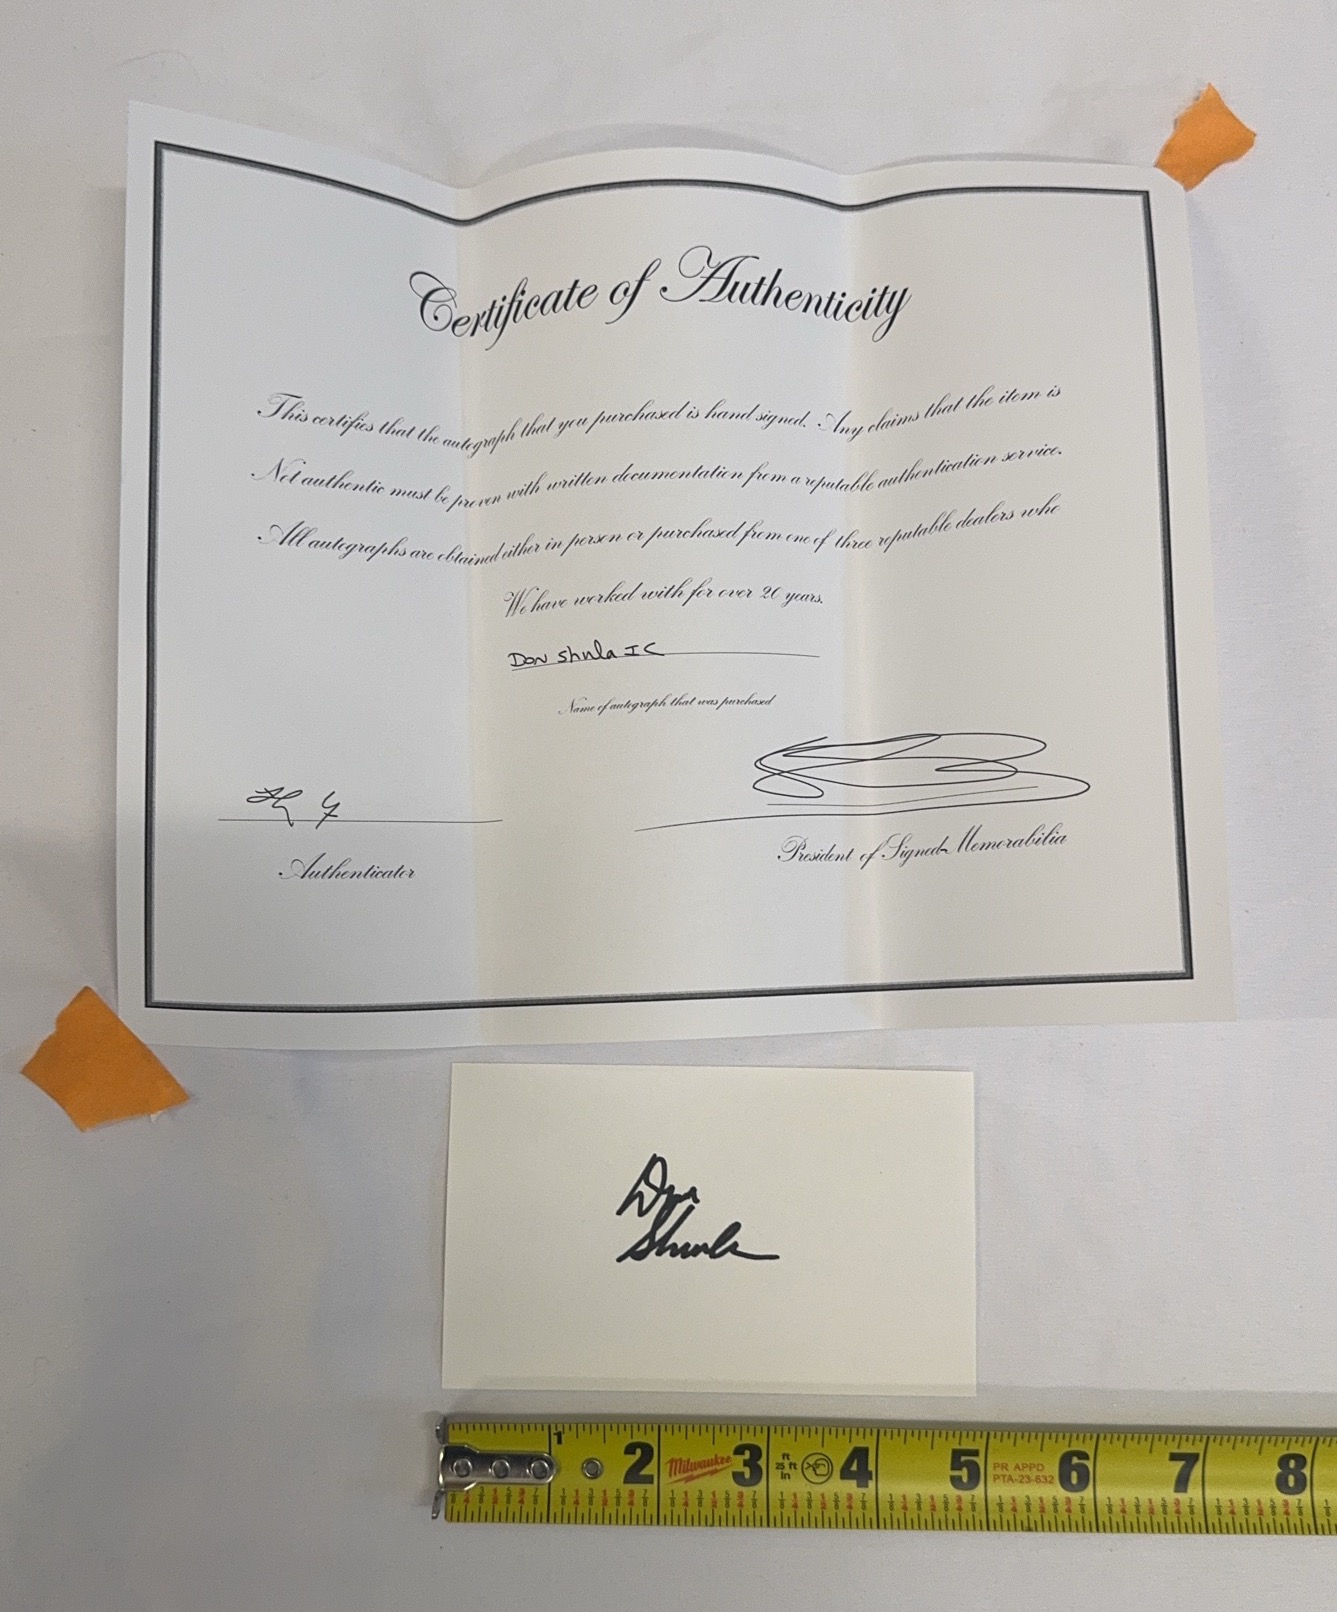 Certificate of Authenticity
This certifies that the autograph that you purchased is hand signed. Any claims that the item is
Not authentic must be proven with written documentation from a reputable authentication service.
All autographs are obtained either in person or purchased from one of three reputable dealers who
We have worked with for over 20 years.
Don Shula IC
Name of autograph that was purchased
Authenticator
President of Signed Memorabilia
Don
Shula
1 2 Milwaukee 3 ft 25 ft in 4 5 PR APPD 6 7 8
PTA-23-632